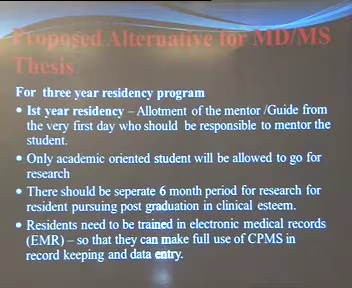 Proposed Alternative for MD/MS
Thesis.
For three year residency program
• Ist year residency – Allotment of the mentor /Guide from
the very first day who should be responsible to mentor the
student.
• Only academic oriented student will be allowed to go for
research
• There should be seperate 6 month period for research for
resident pursuing post graduation in clinical esteem.
• Residents need to be trained in electronic medical records
(EMR) – so that they can make full use of CPMS in
record keeping and data entry.